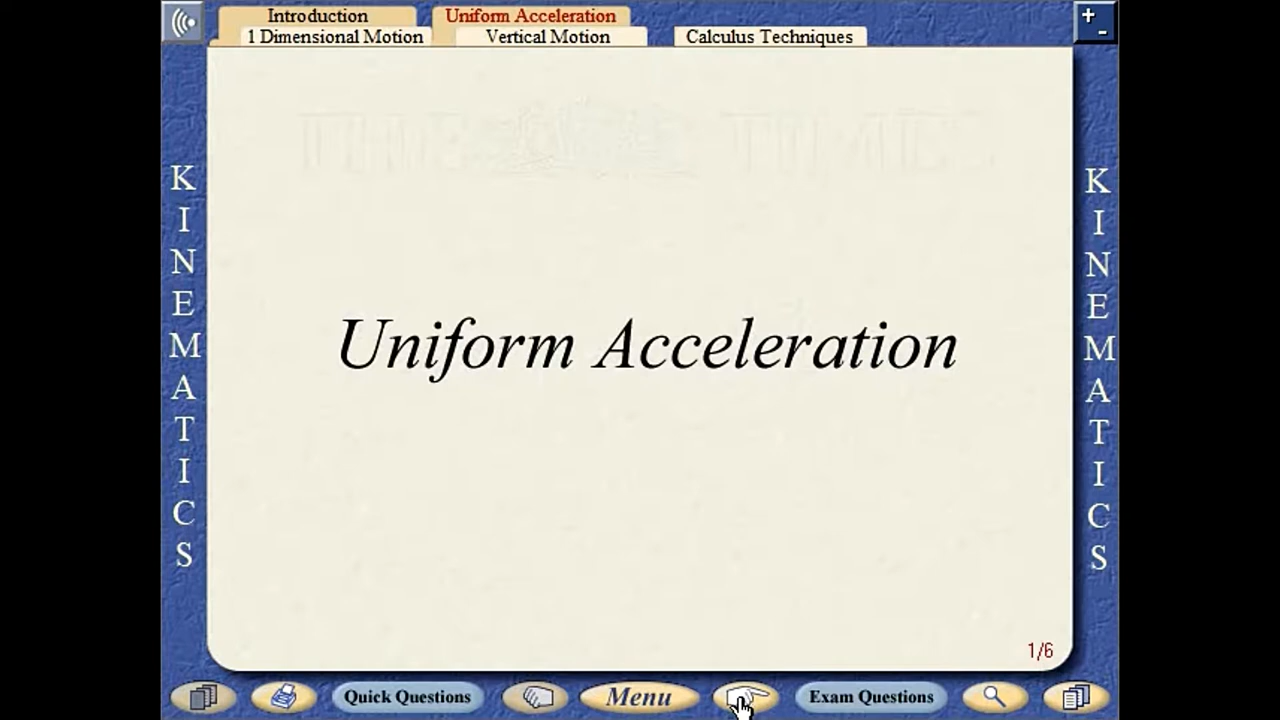 Introduction
Uniform Acceleration
1 Dimensional Motion
Vertical Motion
Calculus Techniques
+
-
KINEMATICS
Uniform Acceleration
KINEMATICS
1/6
Quick Questions
Menu
Exam Questions